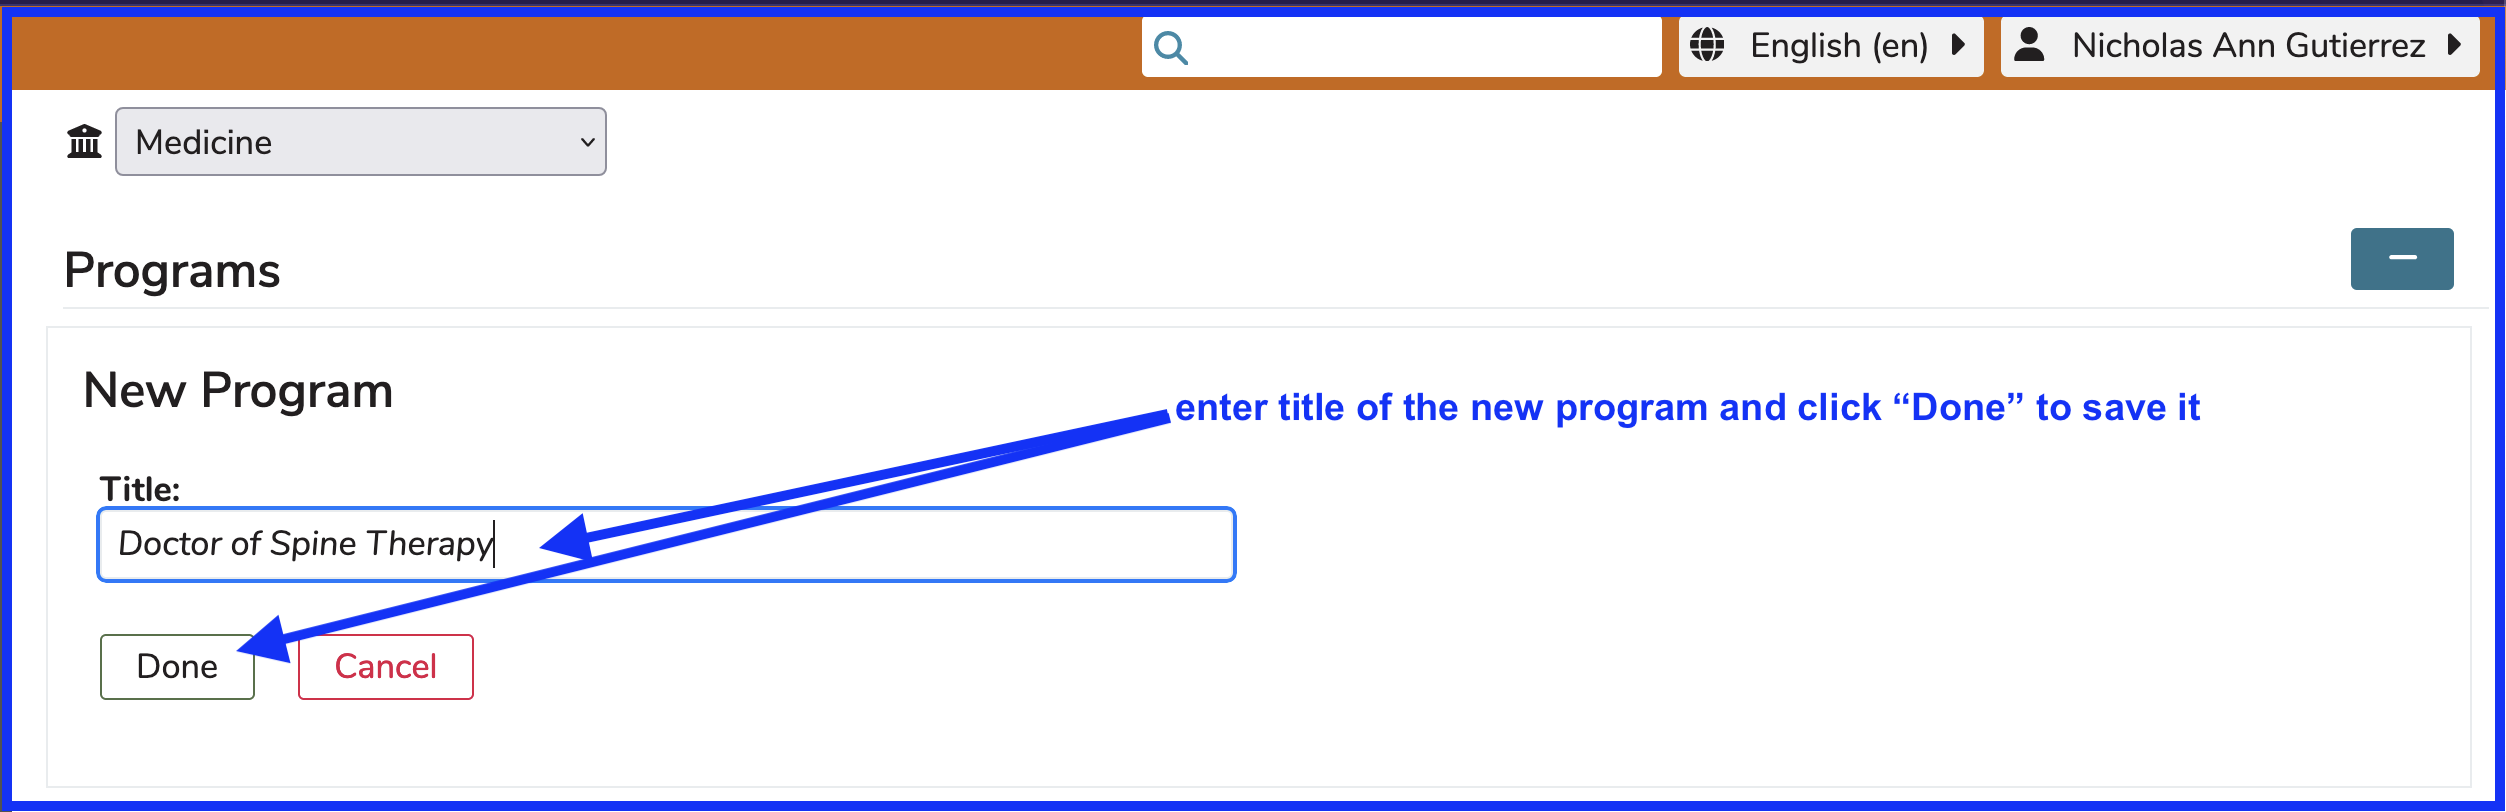 English (en)
Nicholas Ann Gutierrez
Medicine
Programs
New Program
enter title of the new program and click “Done” to save it
Title:
Doctor of Spine Therapy
Done
Cancel